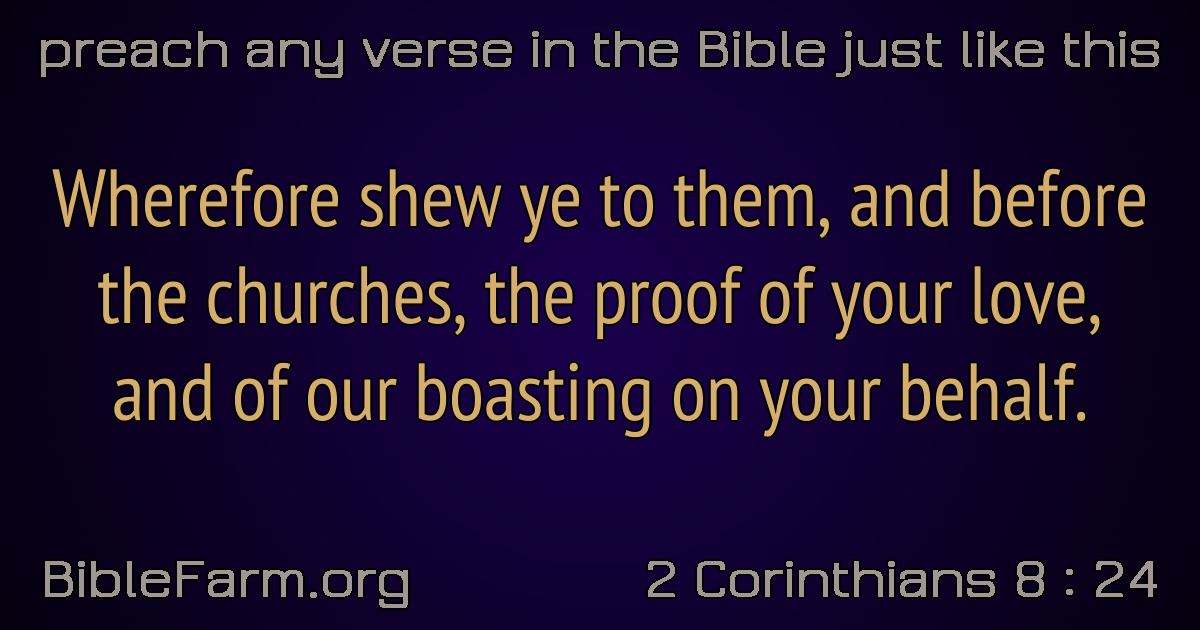 preach any verse in the Bible just like this
Wherefore shew ye to them, and before
the churches, the proof of your love,
and of our boasting on your behalf.
BibleFarm.org
2 Corinthians 8 : 24